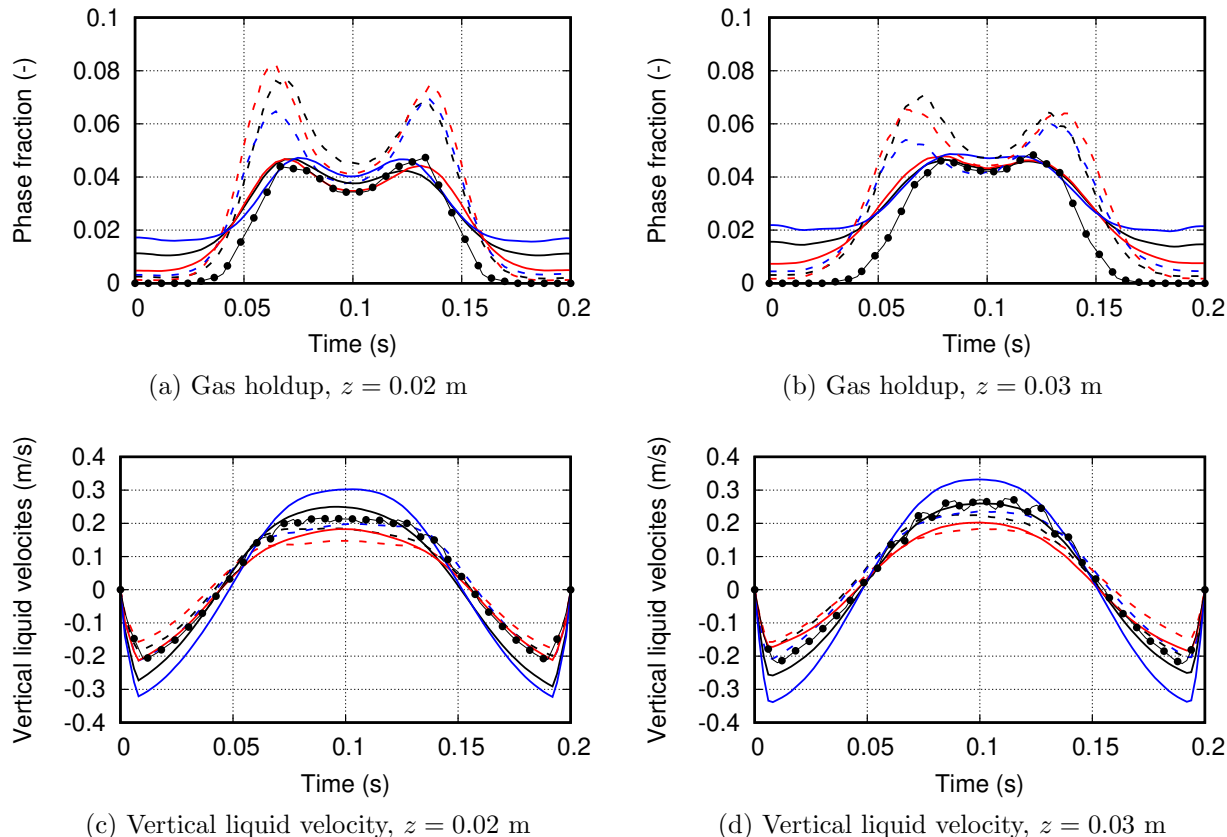 0.1
0.08
0.06
0.04
0.02
0
Phase fraction (-)
0 0.05 0.1 0.15 0.2
Time (s)
(a) Gas holdup, z = 0.02 m
0.1
0.08
0.06
0.04
0.02
0
Phase fraction (-)
0 0.05 0.1 0.15 0.2
Time (s)
(b) Gas holdup, z = 0.03 m
0.4
0.3
0.2
0.1
0
-0.1
-0.2
-0.3
-0.4
Vertical liquid velocites (m/s)
0 0.05 0.1 0.15 0.2
Time (s)
(c) Vertical liquid velocity, z = 0.02 m
0.4
0.3
0.2
0.1
0
-0.1
-0.2
-0.3
-0.4
Vertical liquid velocities (m/s)
0 0.05 0.1 0.15 0.2
Time (s)
(d) Vertical liquid velocity, z = 0.03 m